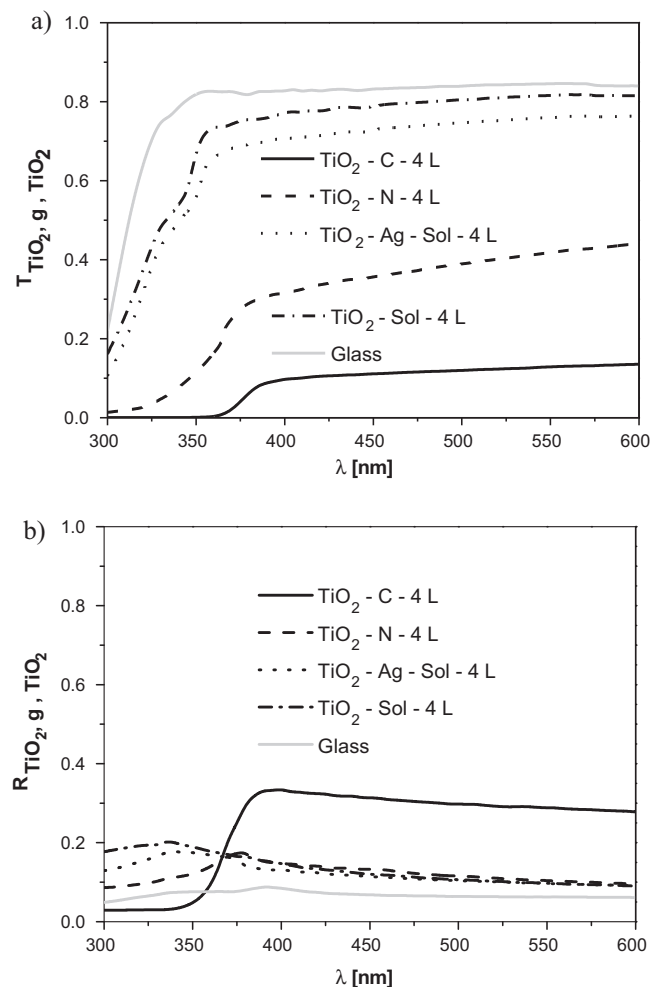 a)
T TiO2, g , TiO2
1.0
0.8
0.6
0.4
0.2
0.0
TiO2 - C - 4 L
TiO2 - N - 4 L
TiO2 - Ag - Sol - 4 L
TiO2 - Sol - 4 L
Glass
300 350 400 450 500 550 600
λ [nm]
b)
R TiO2, g , TiO2
1.0
0.8
0.6
0.4
0.2
0.0
TiO2 - C - 4 L
TiO2 - N - 4 L
TiO2 - Ag - Sol - 4 L
TiO2 - Sol - 4 L
Glass
300 350 400 450 500 550 600
λ [nm]